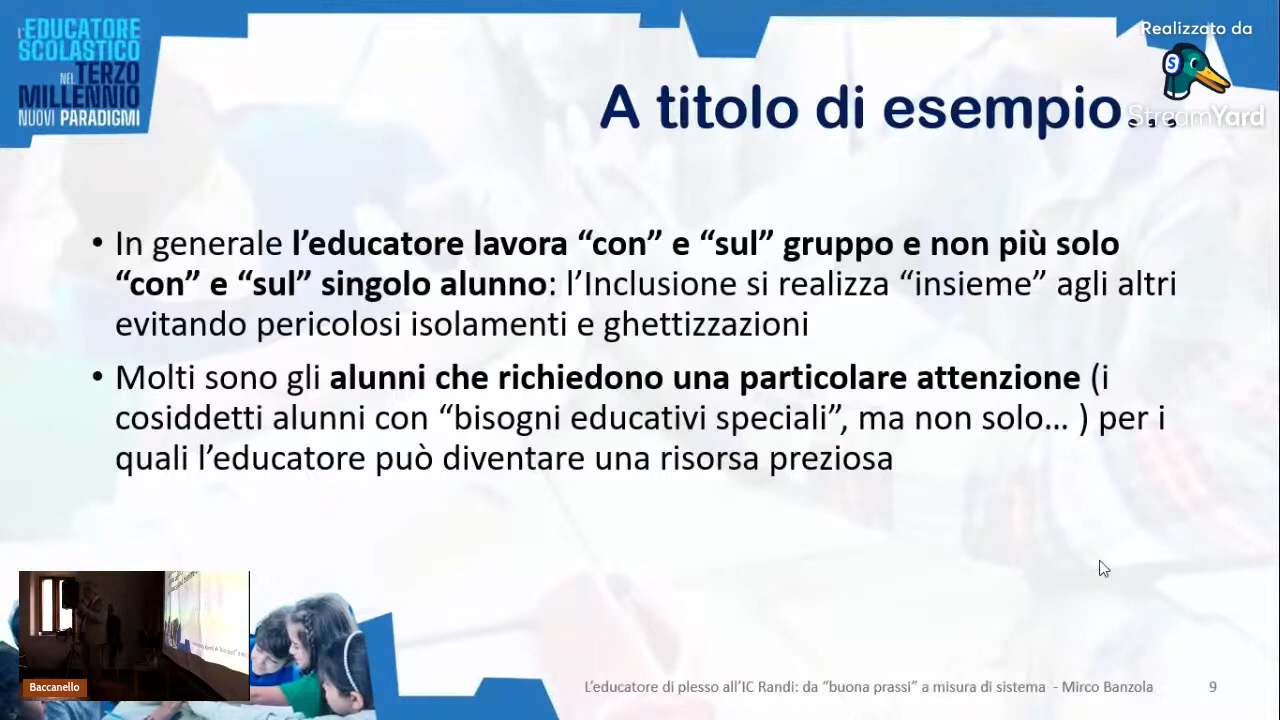 L'EDUCATORE
SCOLASTICO
NEL TERZO
MILLENNIO
NUOVI PARADIGMI
Realizzato da
StreamYard
A titolo di esempio...
• In generale l'educatore lavora “con” e “sul” gruppo e non più solo
“con” e “sul” singolo alunno: l'Inclusione si realizza “insieme” agli altri
evitando pericolosi isolamenti e ghettizzazioni
• Molti sono gli alunni che richiedono una particolare attenzione (i
cosiddetti alunni con “bisogni educativi speciali”, ma non solo… ) per i
quali l'educatore può diventare una risorsa preziosa
Baccanello
L'educatore di plesso all'IC Randi: da “buona prassi” a misura di sistema - Mirco Banzola
9